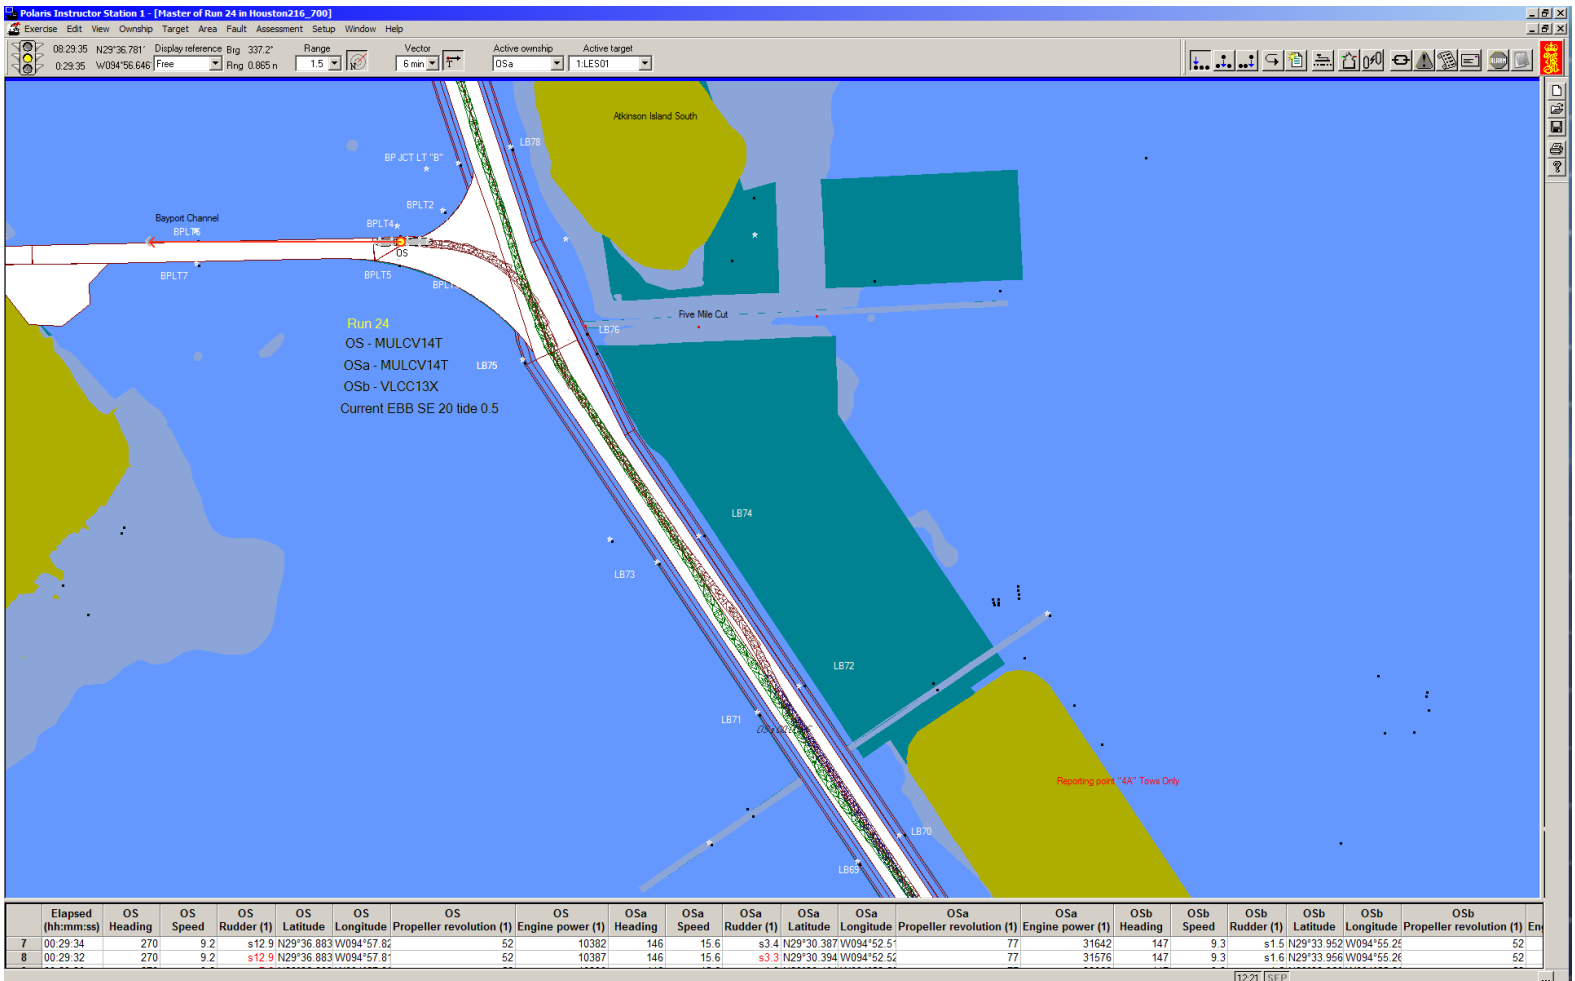 Polaris Instructor Station 1 - [Master of Run 24 in Houston216_700]
Exercise Edit View Ownship Target Area Fault Assessment Setup Window Help
08:29:35 N29°36.781' Display reference Brg 337.2° Range Vector Active ownship Active target
0:29:35 W094°56.646' Free Rng 0.865 n 1.5 N 6 min T OSa 1:LES01
ALARM
Atkinson Island South
LB78
BP JCT LT "B"
BPLT2
Bayport Channel
BPLT4
BPLT6
OS
BPLT7
BPLT5
Five Mile Cut
Run 24
LB76
OS - MULCV14T
OSa - MULCV14T
LB75
OSb - VLCC13X
Current EBB SE 20 tide 0.5
LB74
LB73
LB72
LB71
Reporting point "4A" Tows Only
LB70
LB69
Elapsed (hh:mm:ss) OS Heading OS Speed OS Rudder (1) OS Latitude OS Longitude OS Propeller revolution (1) OS Engine power (1) OSa Heading OSa Speed OSa Rudder (1) OSa Latitude OSa Longitude OSa Propeller revolution (1) OSa Engine power (1) OSb Heading OSb Speed OSb Rudder (1) OSb Latitude OSb Longitude OSb Propeller revolution (1)
7 00:29:34 270 9.2 s12.9 N29°36.883 W094°57.82 52 10382 146 15.6 s3.4 N29°30.387 W094°52.51 77 31642 147 9.3 s1.5 N29°33.952 W094°55.25 52
8 00:29:32 270 9.2 s12.9 N29°36.883 W094°57.81 52 10387 146 15.6 s3.3 N29°30.394 W094°52.52 77 31576 147 9.3 s1.6 N29°33.956 W094°55.26 52
12:21 SEP